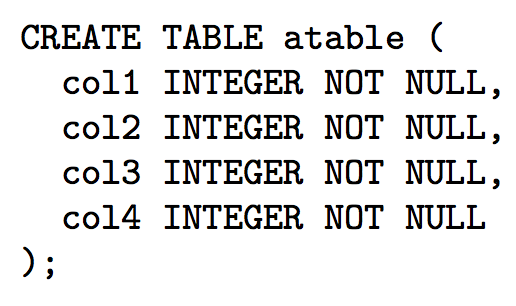 CREATE TABLE atable (
  col1 INTEGER NOT NULL,
  col2 INTEGER NOT NULL,
  col3 INTEGER NOT NULL,
  col4 INTEGER NOT NULL
);